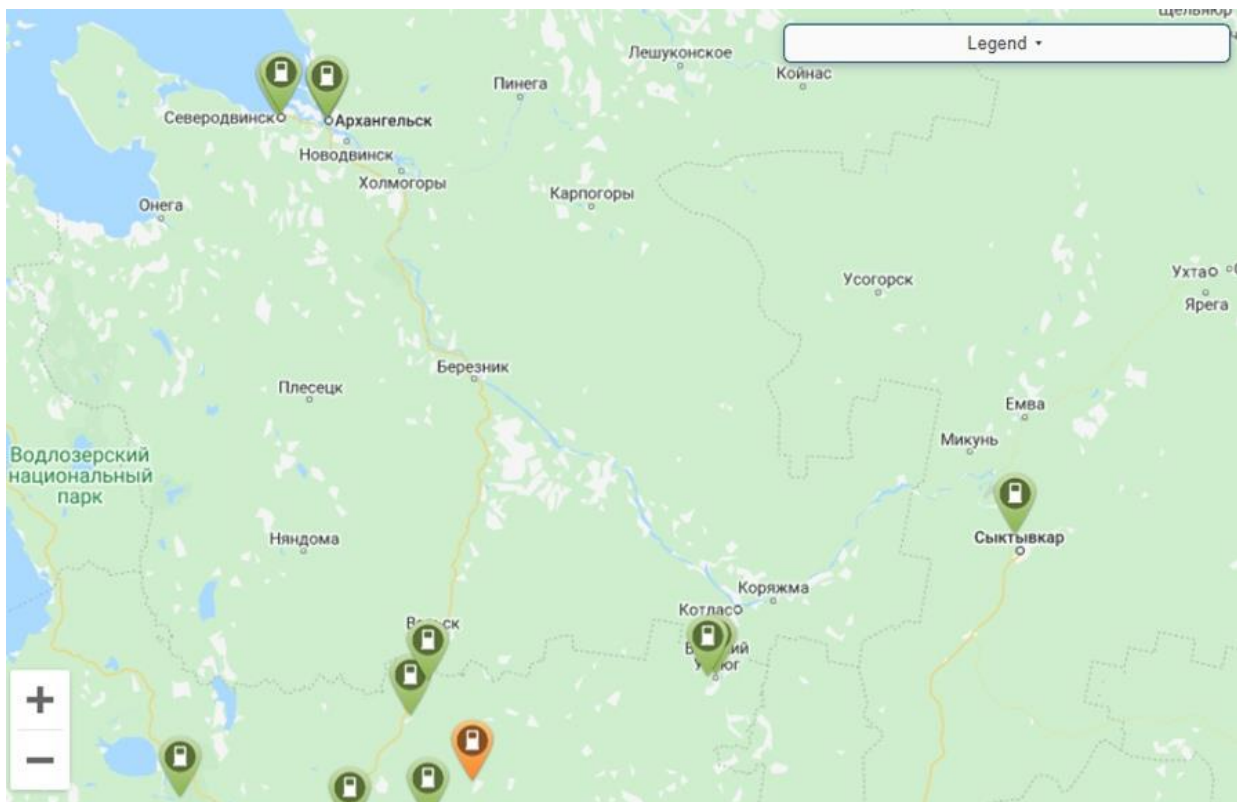 Щельяюр
Legend
Лешуконское
Койнас
Пинега
Северодвинск
Архангельск
Новодвинск
Холмогоры
Карпогоры
Онега
Ухта
Усогорск
Ярега
Березник
Плесецк
Емва
Микунь
Водлозерский
национальный
парк
Няндома
Сыктывкар
Коряжма
Котлас
+
−